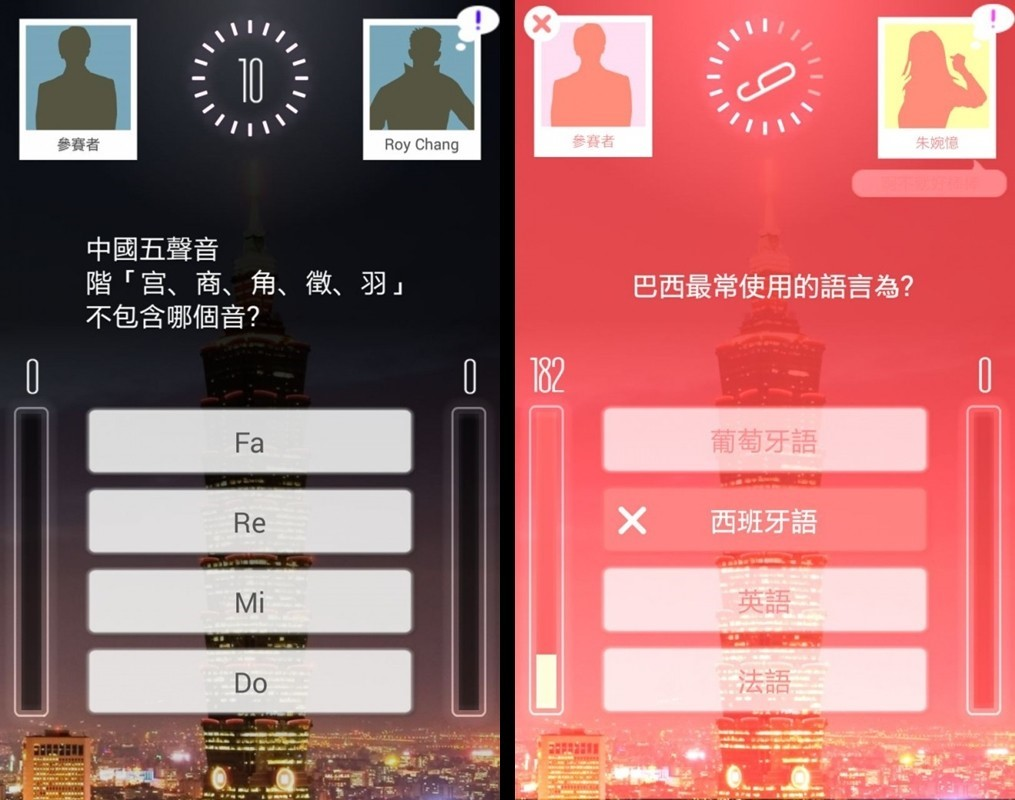 10
參賽者
Roy Chang
!
中國五聲音
階「宮、商、角、徵、羽」
不包含哪個音?
0
0
Fa
Re
Mi
Do
參賽者
朱婉憶
!
巴西最常使用的語言為?
182
0
葡萄牙語
西班牙語
英語
法語